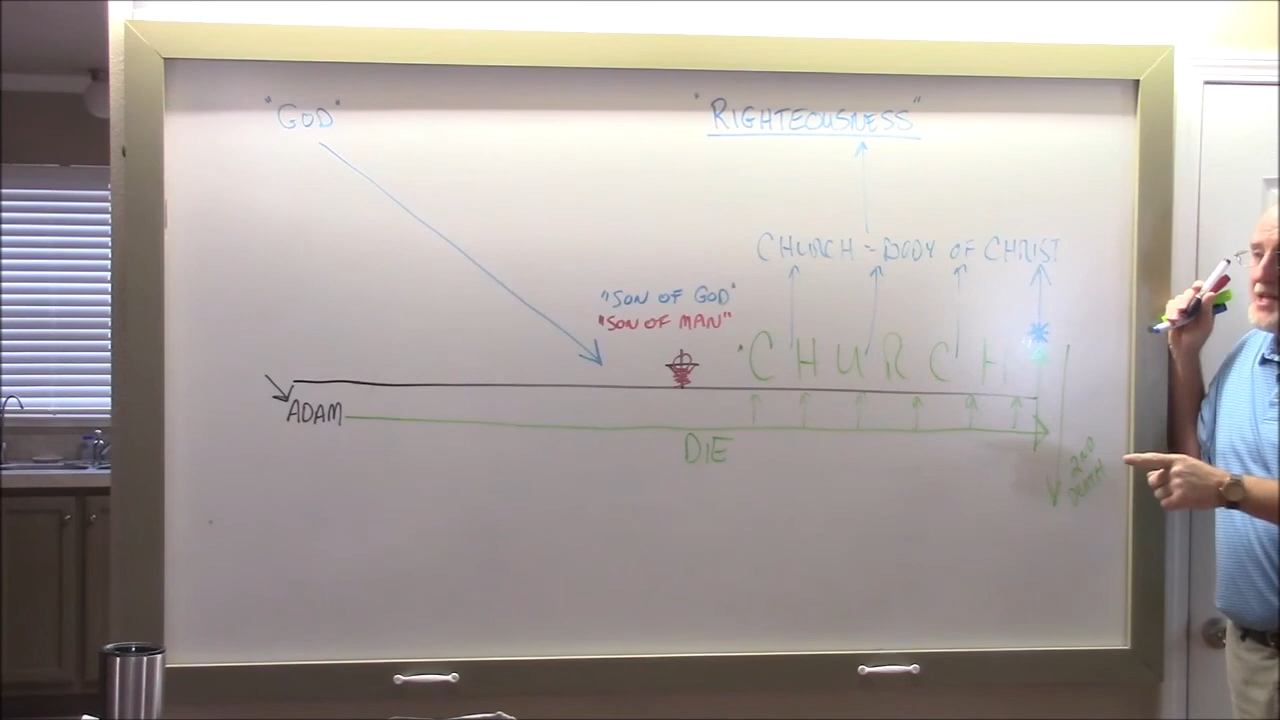 "GOD"
"RIGHTEOUSNESS"
CHURCH = BODY OF CHRIST
"SON OF GOD"
"SON OF MAN"
CHURCH
ADAM
DIE
2ND
DEATH